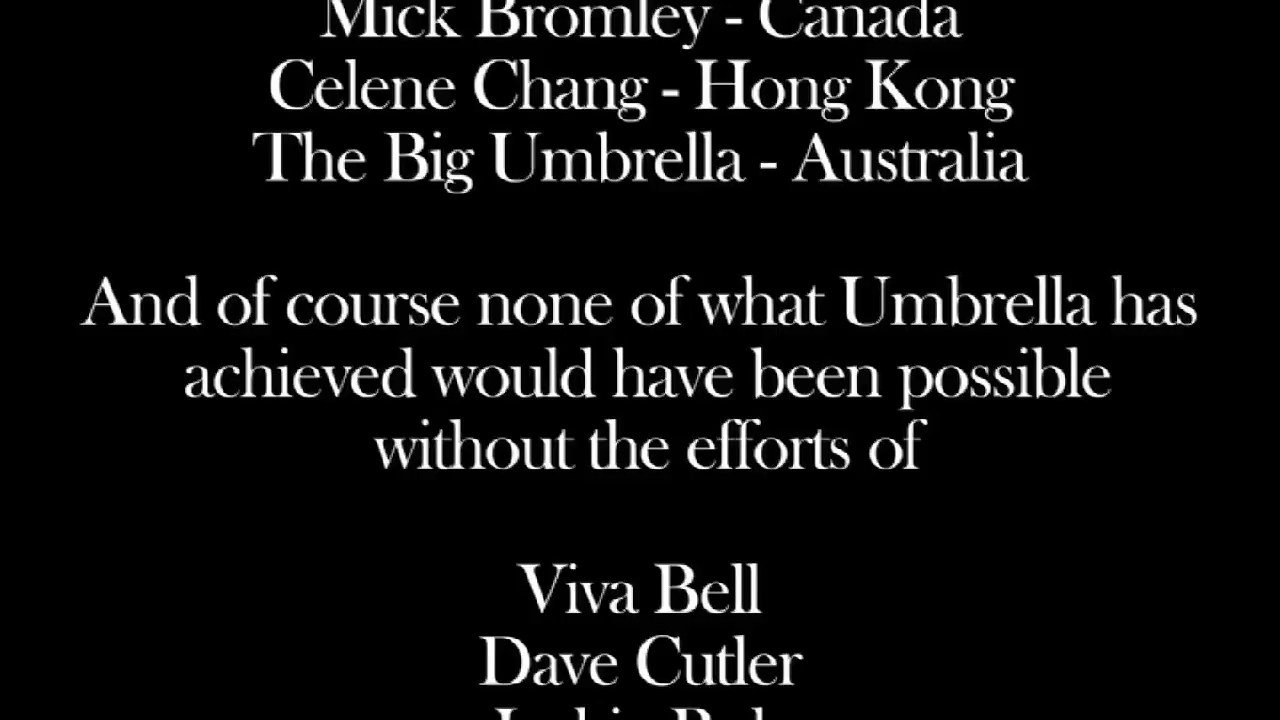 Mick Bromley - Canada
Celene Chang - Hong Kong
The Big Umbrella - Australia
And of course none of what Umbrella has
achieved would have been possible
without the efforts of
Viva Bell
Dave Cutler